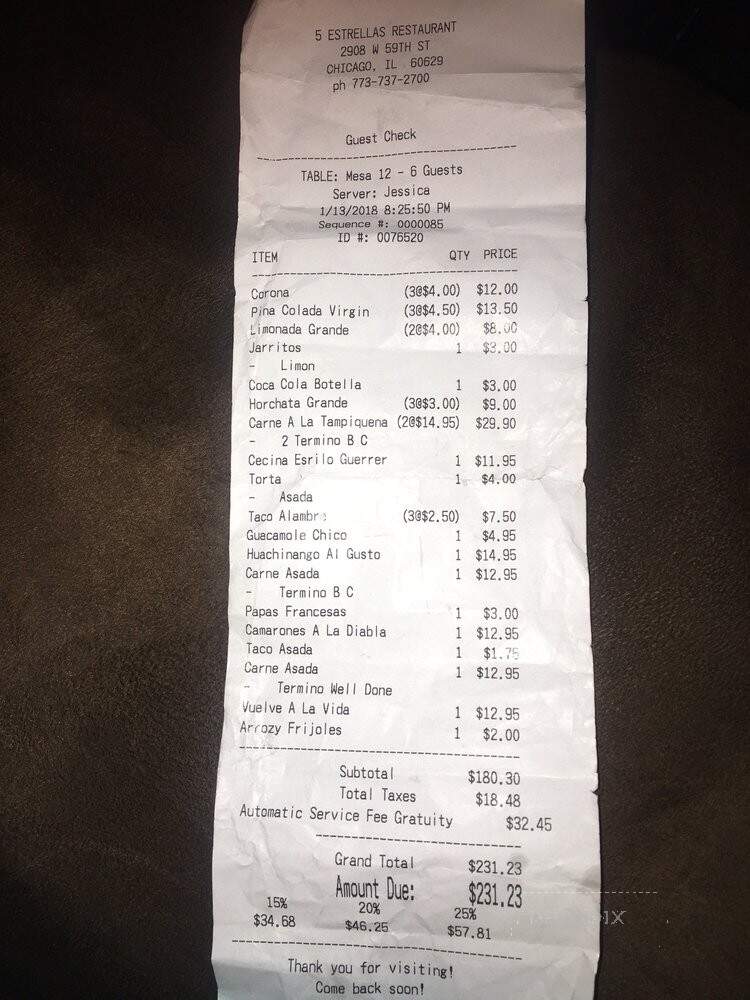 5 ESTRELLAS RESTAURANT
2908 W 59TH ST
CHICAGO, IL 60629
ph 773-737-2700
Guest Check
TABLE: Mesa 12 - 6 Guests
Server: Jessica
1/13/2018 8:25:50 PM
Sequence #: 0000085
ID #: 0076520
ITEM QTY PRICE
Corona (3@$4.00) $12.00
Pina Colada Virgin (3@$4.50) $13.50
Limonada Grande (2@$4.00) $8.00
Jarritos 1 $3.00
- Limon
Coca Cola Botella 1 $3.00
Horchata Grande (3@$3.00) $9.00
Carne A La Tampiquena (2@$14.95) $29.90
- 2 Termino B C
Cecina Esrilo Guerrer 1 $11.95
Torta 1 $4.00
- Asada
Taco Alambre (3@$2.50) $7.50
Guacamole Chico 1 $4.95
Huachinango Al Gusto 1 $14.95
Carne Asada 1 $12.95
- Termino B C
Papas Francesas 1 $3.00
Camarones A La Diabla 1 $12.95
Taco Asada 1 $1.75
Carne Asada 1 $12.95
- Termino Well Done
Vuelve A La Vida 1 $12.95
Arrozy Frijoles 1 $2.00
Subtotal $180.30
Total Taxes $18.48
Automatic Service Fee Gratuity $32.45
Grand Total $231.23
Amount Due: $231.23
15% 20% 25%
$34.68 $46.25 $57.81
Thank you for visiting!
Come back soon!